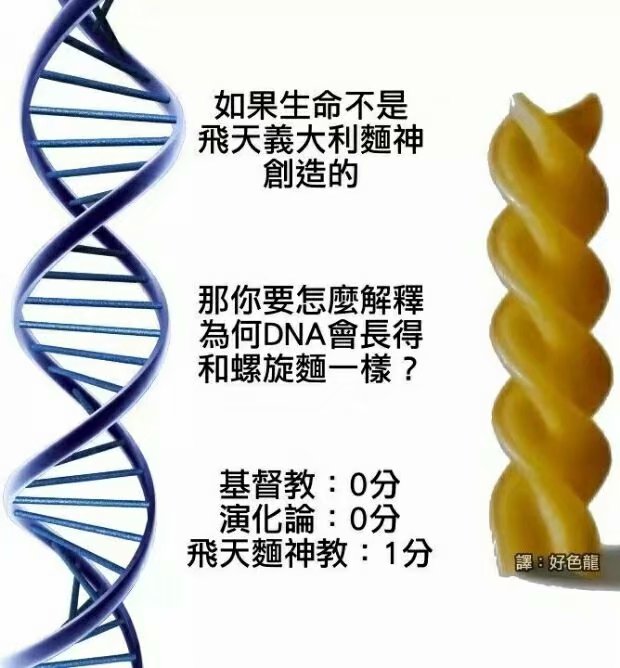 如果生命不是
飛天義大利麵神
創造的
那你要怎麼解釋
為何DNA會長得
和螺旋麵一樣？
基督教：0分
演化論：0分
飛天麵神教：1分
譯：好色龍